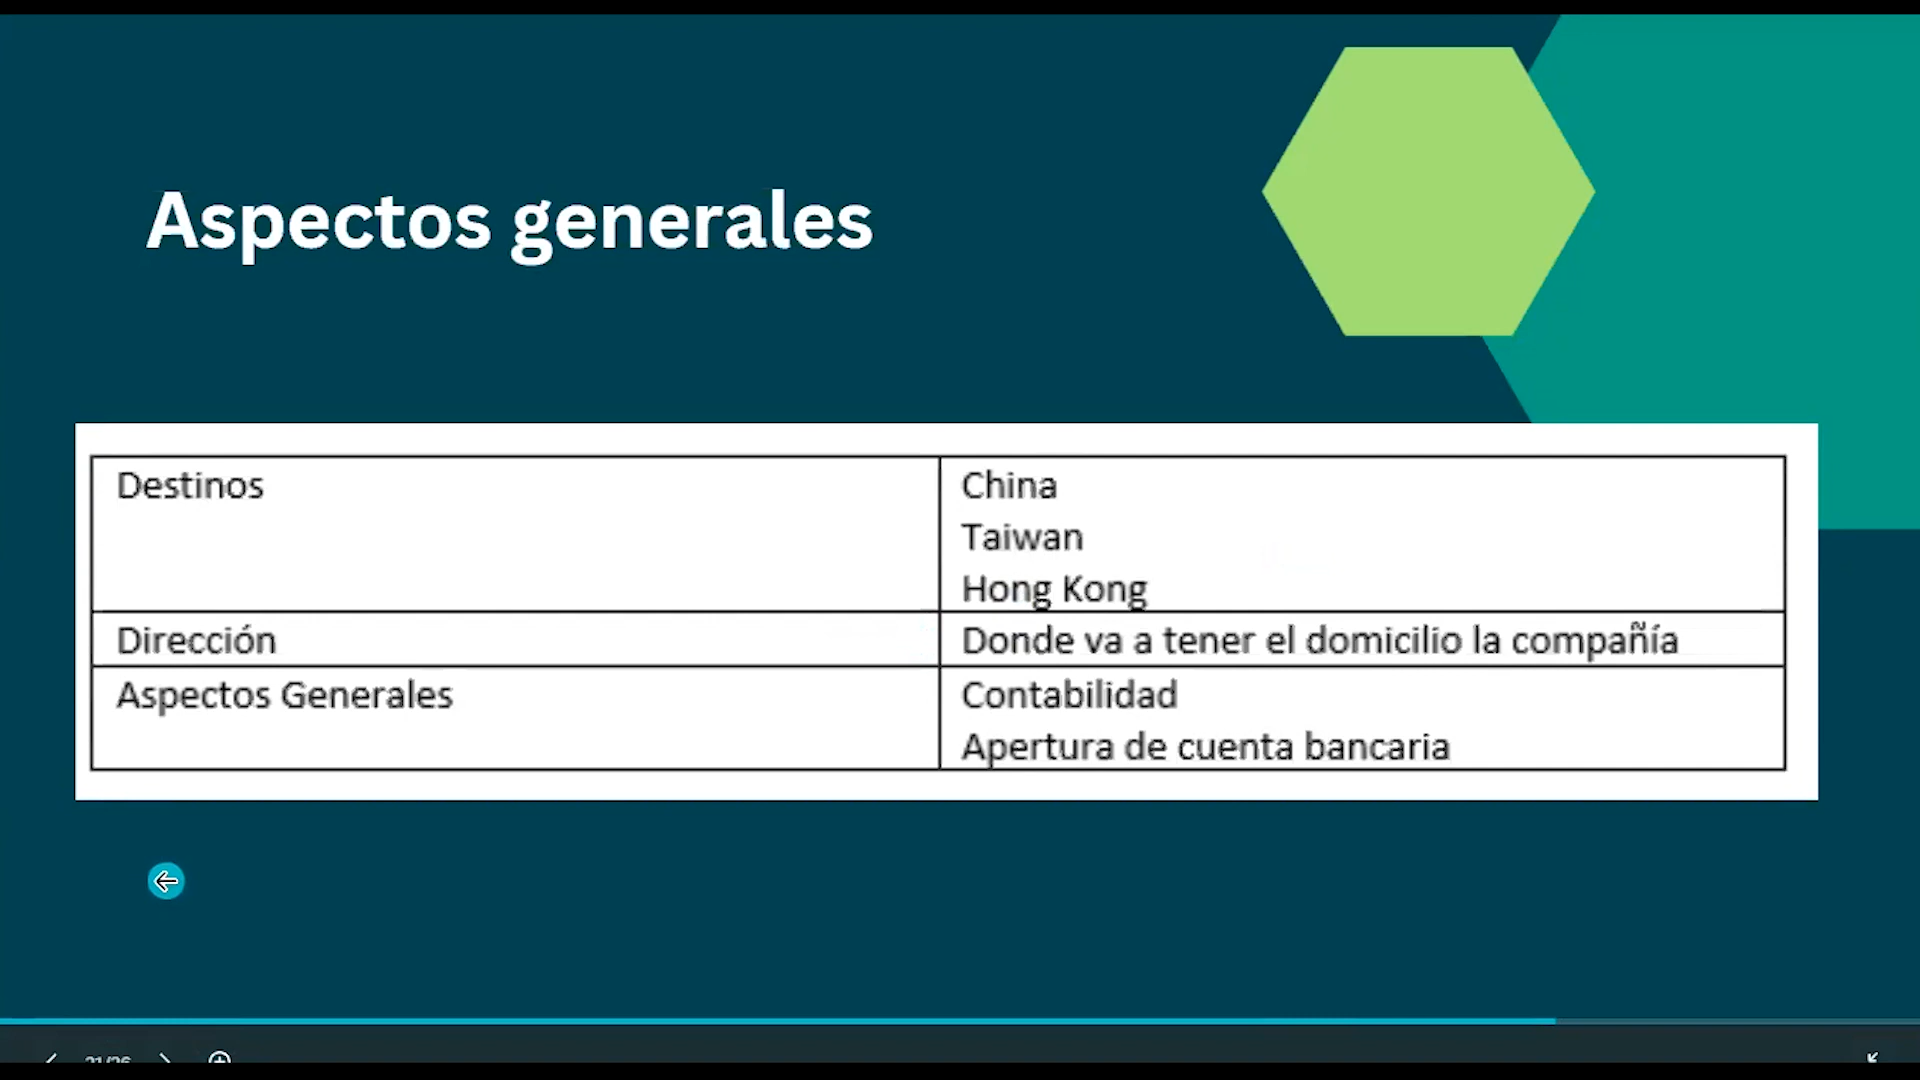 Aspectos generales
Destinos
China
Taiwan
Hong Kong
Dirección
Donde va a tener el domicilio la compañía
Aspectos Generales
Contabilidad
Apertura de cuenta bancaria